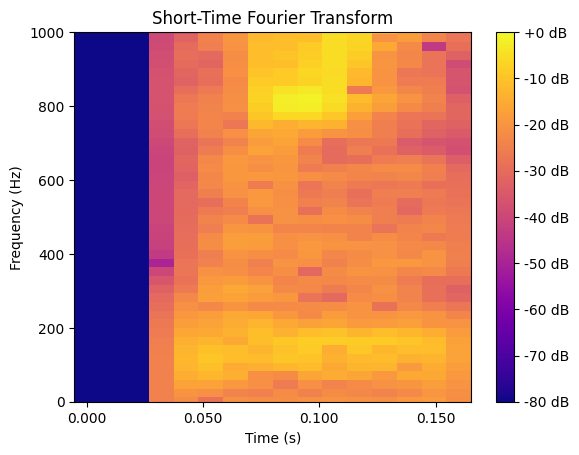 Short-Time Fourier Transform
1000
800
600
400
200
0
Frequency (Hz)
0.000
0.050
0.100
0.150
Time (s)
+0 dB
-10 dB
-20 dB
-30 dB
-40 dB
-50 dB
-60 dB
-70 dB
-80 dB